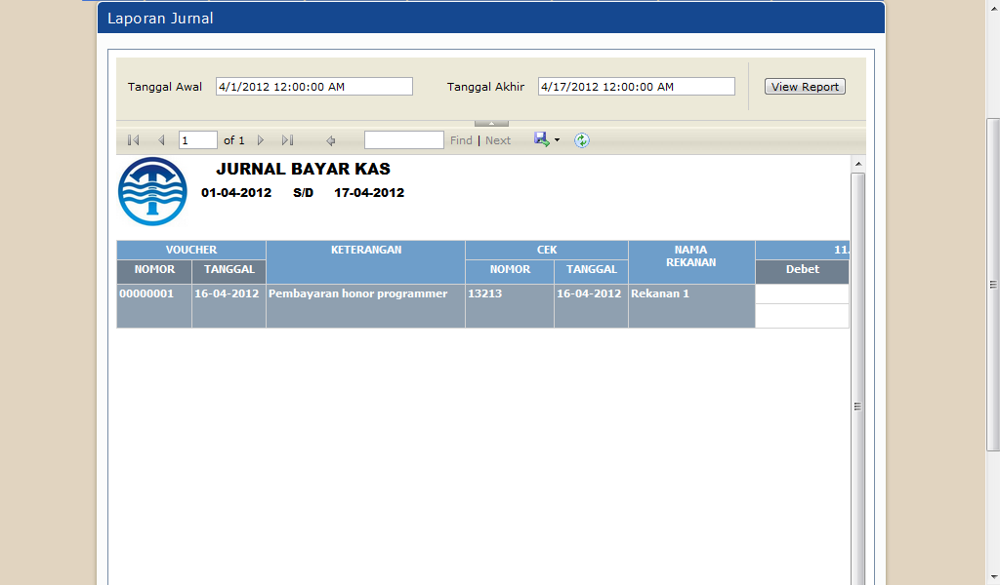 Laporan Jurnal
Tanggal Awal 4/1/2012 12:00:00 AM Tanggal Akhir 4/17/2012 12:00:00 AM View Report
1 of 1 Find | Next
JURNAL BAYAR KAS
01-04-2012 S/D 17-04-2012
VOUCHER KETERANGAN CEK NAMA REKANAN 11.
NOMOR TANGGAL NOMOR TANGGAL Debet
00000001 16-04-2012 Pembayaran honor programmer 13213 16-04-2012 Rekanan 1